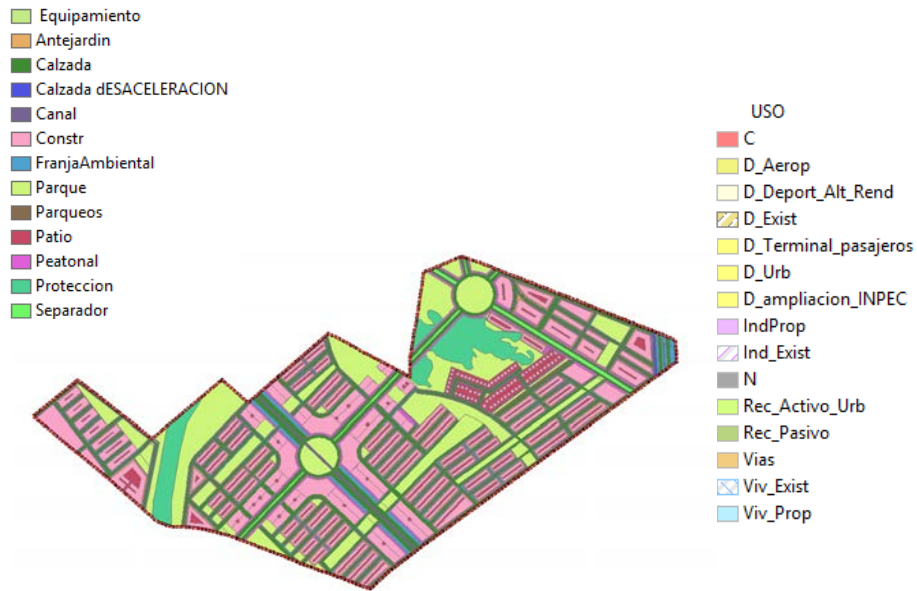 Equipamiento
Antejardin
Calzada
Calzada dESACELERACION
Canal
Constr
FranjaAmbiental
Parque
Parqueos
Patio
Peatonal
Proteccion
Separador
USO
C
D_Aerop
D_Deport_Alt_Rend
D_Exist
D_Terminal_pasajeros
D_Urb
D_ampliacion_INPEC
IndProp
Ind_Exist
N
Rec_Activo_Urb
Rec_Pasivo
Vias
Viv_Exist
Viv_Prop